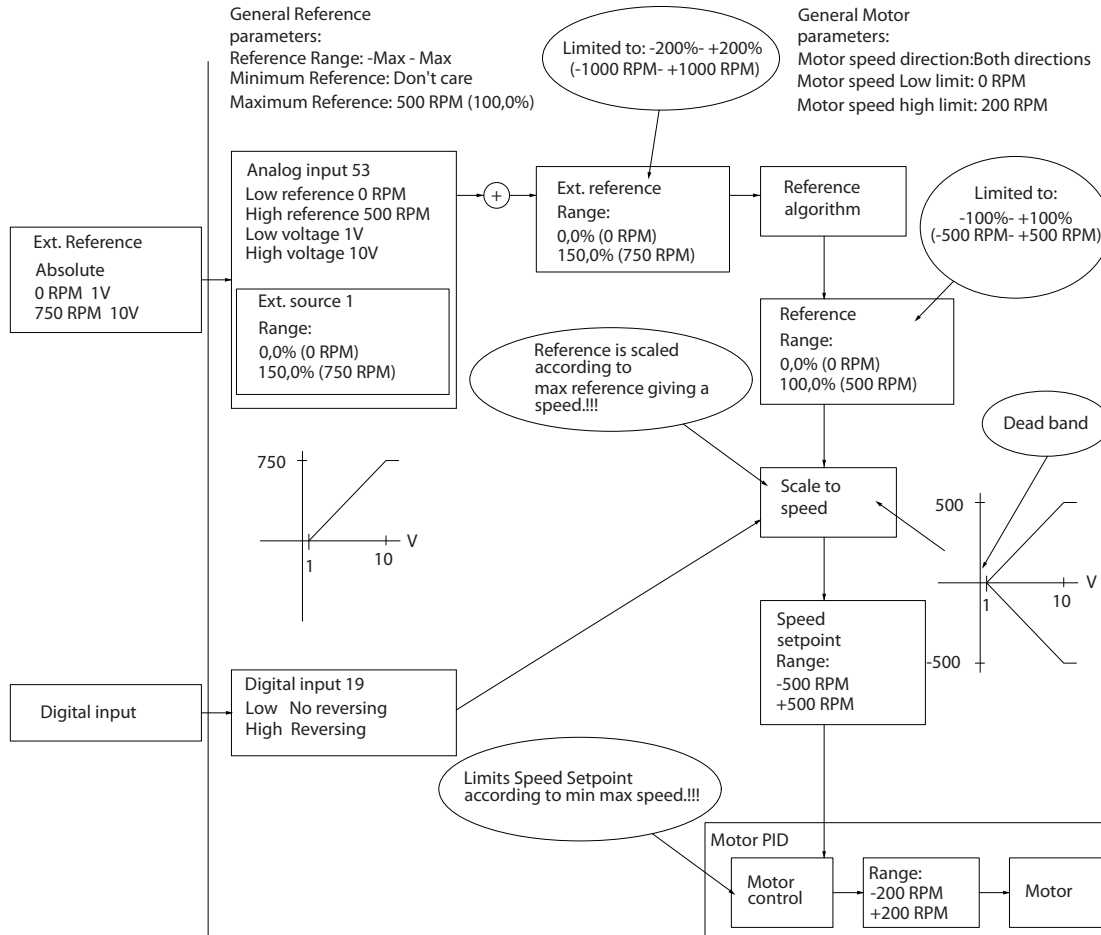 General Reference
parameters:
Reference Range: -Max - Max
Minimum Reference: Don't care
Maximum Reference: 500 RPM (100,0%)
Limited to: -200%- +200%
(-1000 RPM- +1000 RPM)
General Motor
parameters:
Motor speed direction:Both directions
Motor speed Low limit: 0 RPM
Motor speed high limit: 200 RPM
Ext. Reference
Absolute
0 RPM 1V
750 RPM 10V
Analog input 53
Low reference 0 RPM
High reference 500 RPM
Low voltage 1V
High voltage 10V
Ext. source 1
Range:
0,0% (0 RPM)
150,0% (750 RPM)
+
Ext. reference
Range:
0,0% (0 RPM)
150,0% (750 RPM)
Reference
algorithm
Limited to:
-100%- +100%
(-500 RPM- +500 RPM)
Reference
Range:
0,0% (0 RPM)
100,0% (500 RPM)
Reference is scaled
according to
max reference giving a
speed.!!!
Dead band
750
1
10
V
Scale to
speed
500
1
10
V
-500
Speed
setpoint
Range:
-500 RPM
+500 RPM
Digital input
Digital input 19
Low No reversing
High Reversing
Limits Speed Setpoint
according to min max speed.!!!
Motor PID
Motor
control
Range:
-200 RPM
+200 RPM
Motor